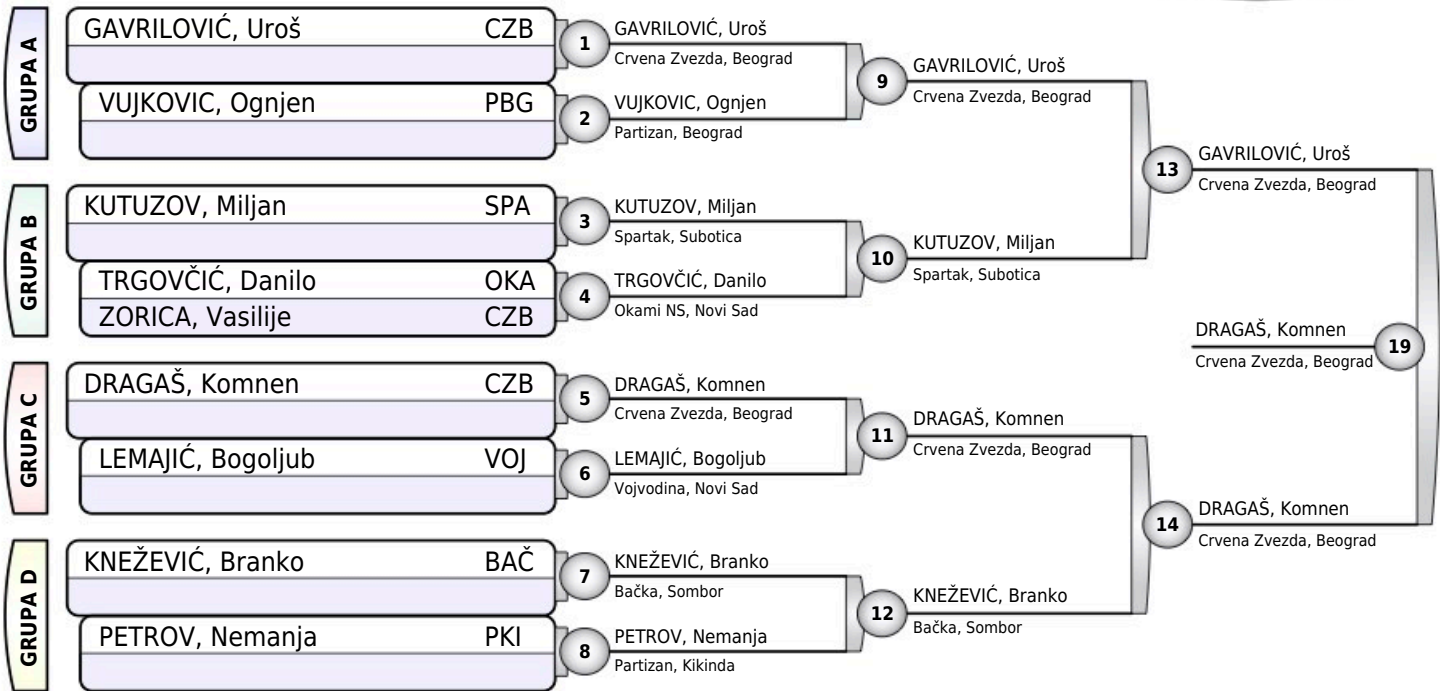 GRUPA A
GAVRILOVIĆ, Uroš CZB
VUJKOVIC, Ognjen PBG
GRUPA B
KUTUZOV, Miljan SPA
TRGOVČIĆ, Danilo OKA
ZORICA, Vasilije CZB
GRUPA C
DRAGAŠ, Komnen CZB
LEMAJIĆ, Bogoljub VOJ
GRUPA D
KNEŽEVIĆ, Branko BAČ
PETROV, Nemanja PKI
1
GAVRILOVIĆ, Uroš
Crvena Zvezda, Beograd
2
VUJKOVIC, Ognjen
Partizan, Beograd
3
KUTUZOV, Miljan
Spartak, Subotica
4
TRGOVČIĆ, Danilo
Okami NS, Novi Sad
5
DRAGAŠ, Komnen
Crvena Zvezda, Beograd
6
LEMAJIĆ, Bogoljub
Vojvodina, Novi Sad
7
KNEŽEVIĆ, Branko
Bačka, Sombor
8
PETROV, Nemanja
Partizan, Kikinda
9
GAVRILOVIĆ, Uroš
Crvena Zvezda, Beograd
10
KUTUZOV, Miljan
Spartak, Subotica
11
DRAGAŠ, Komnen
Crvena Zvezda, Beograd
12
KNEŽEVIĆ, Branko
Bačka, Sombor
13
GAVRILOVIĆ, Uroš
Crvena Zvezda, Beograd
14
DRAGAŠ, Komnen
Crvena Zvezda, Beograd
DRAGAŠ, Komnen
Crvena Zvezda, Beograd
19